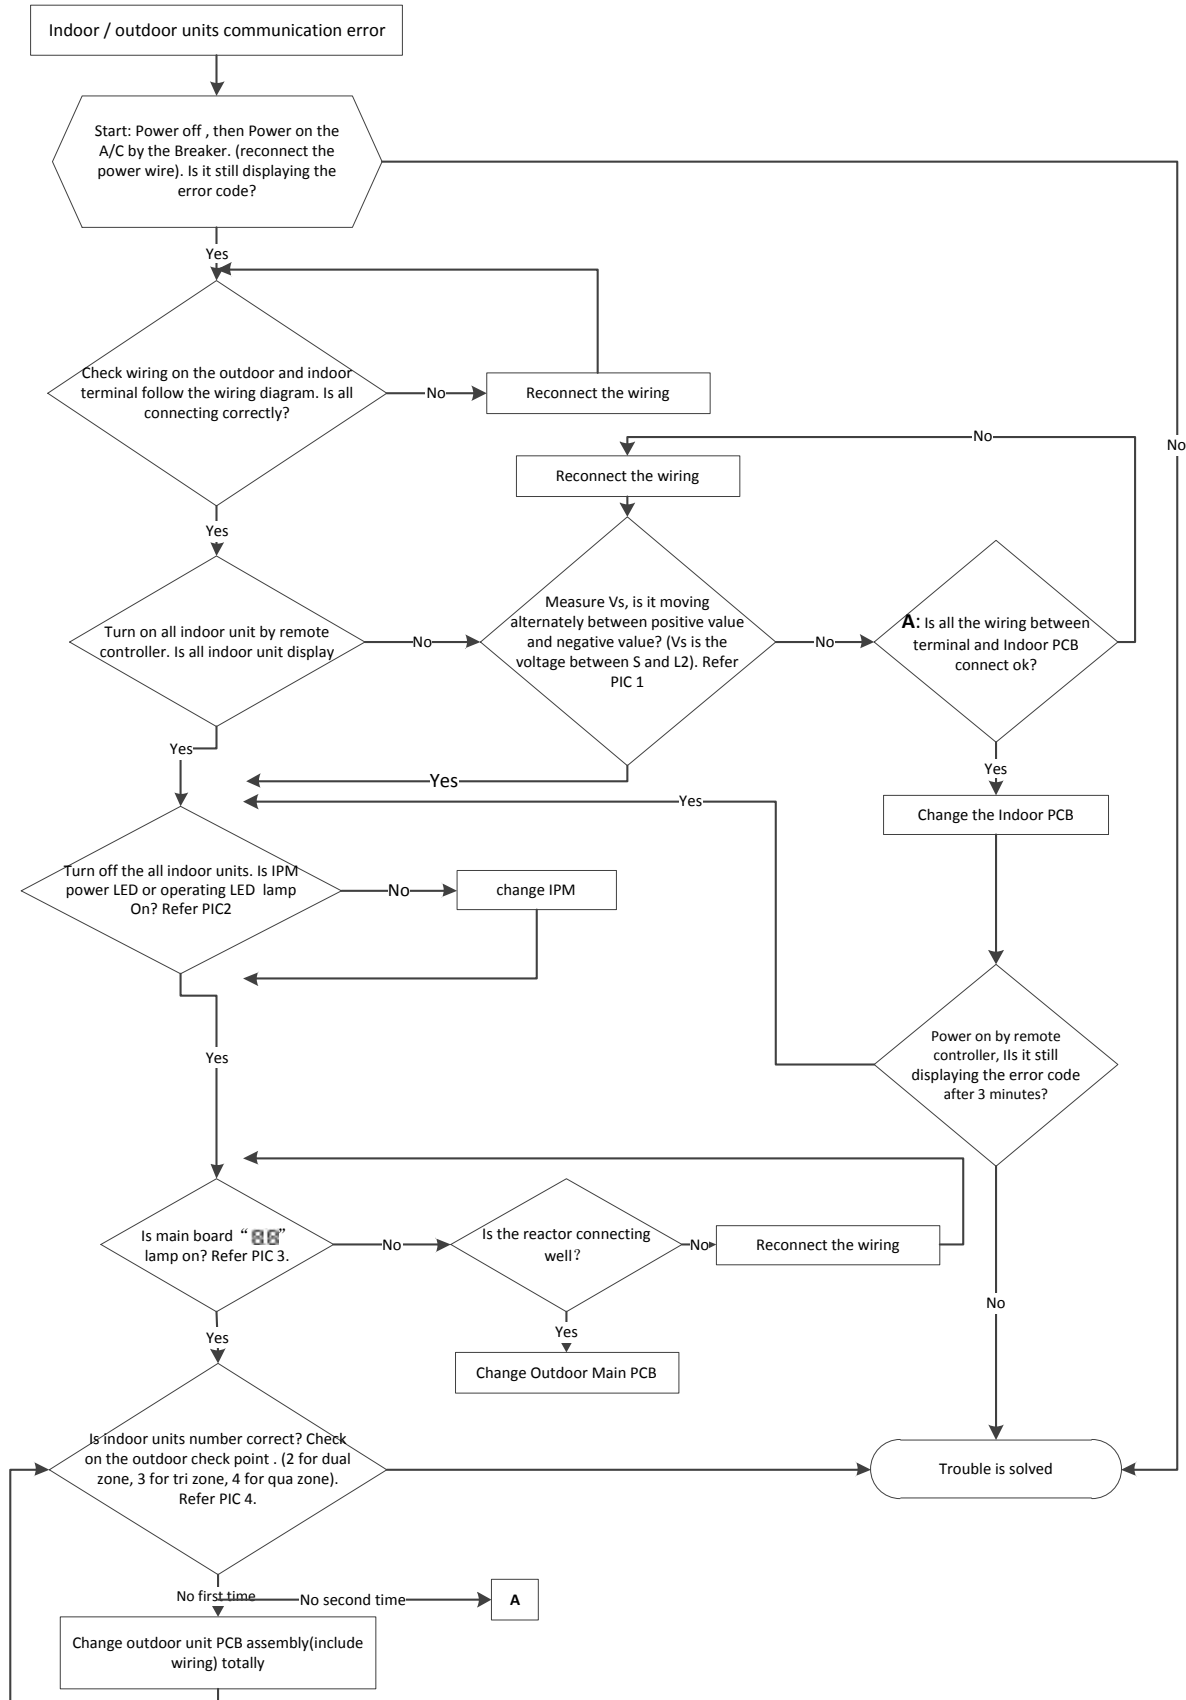 Indoor / outdoor units communication error
Start: Power off , then Power on the
A/C by the Breaker. (reconnect the
power wire). Is it still displaying the
error code?
Yes
No
Check wiring on the outdoor and indoor
terminal follow the wiring diagram. Is all
connecting correctly?
No
Reconnect the wiring
No
Reconnect the wiring
Yes
Turn on all indoor unit by remote
controller. Is all indoor unit display
No
Measure Vs, is it moving
alternately between positive value
and negative value? (Vs is the
voltage between S and L2). Refer
PIC 1
No
A: Is all the wiring between
terminal and Indoor PCB
connect ok?
Yes
Yes
Yes
Yes
Change the Indoor PCB
Turn off the all indoor units. Is IPM
power LED or operating LED lamp
On? Refer PIC2
No
change IPM
Yes
Power on by remote
controller, IIs it still
displaying the error code
after 3 minutes?
Is main board “ 88”
lamp on? Refer PIC 3.
No
Is the reactor connecting
well?
No
Reconnect the wiring
No
Yes
Yes
Change Outdoor Main PCB
Is indoor units number correct? Check
on the outdoor check point . (2 for dual
zone, 3 for tri zone, 4 for qua zone).
Refer PIC 4.
Trouble is solved
No first time
No second time
A
Change outdoor unit PCB assembly(include
wiring) totally